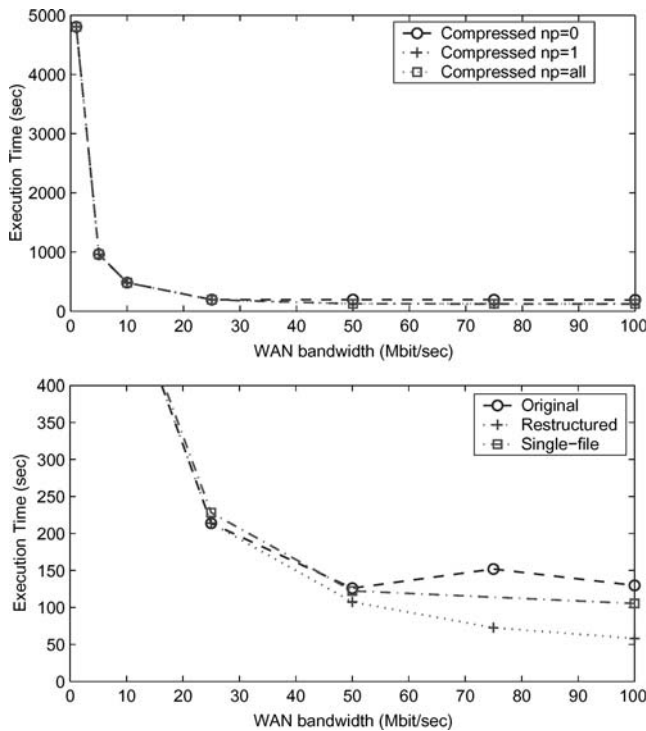 5000
4000
3000
2000
1000
0
Execution Time (sec)
Compressed np=0
Compressed np=1
Compressed np=all
0 10 20 30 40 50 60 70 80 90 100
WAN bandwidth (Mbit/sec)
400
350
300
250
200
150
100
50
0
Execution Time (sec)
Original
Restructured
Single-file
0 10 20 30 40 50 60 70 80 90 100
WAN bandwidth (Mbit/sec)